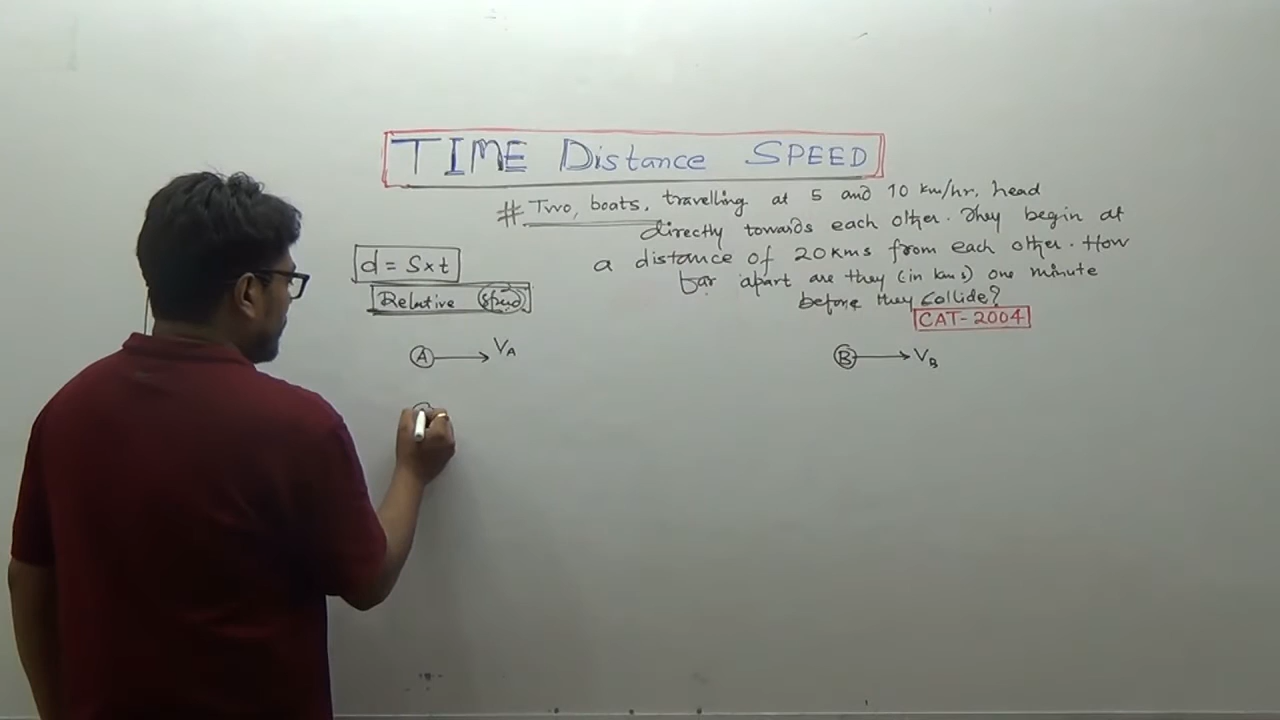 TIME Distance SPEED
# Two, boats, travelling at 5 and 10 km/hr, head
directly towards each other. They begin at
a distance of 20 kms from each other. How
far apart are they (in kms) one minute
before they collide?
CAT-2004
d = S×t
Relative Speed
A V_A
B V_B